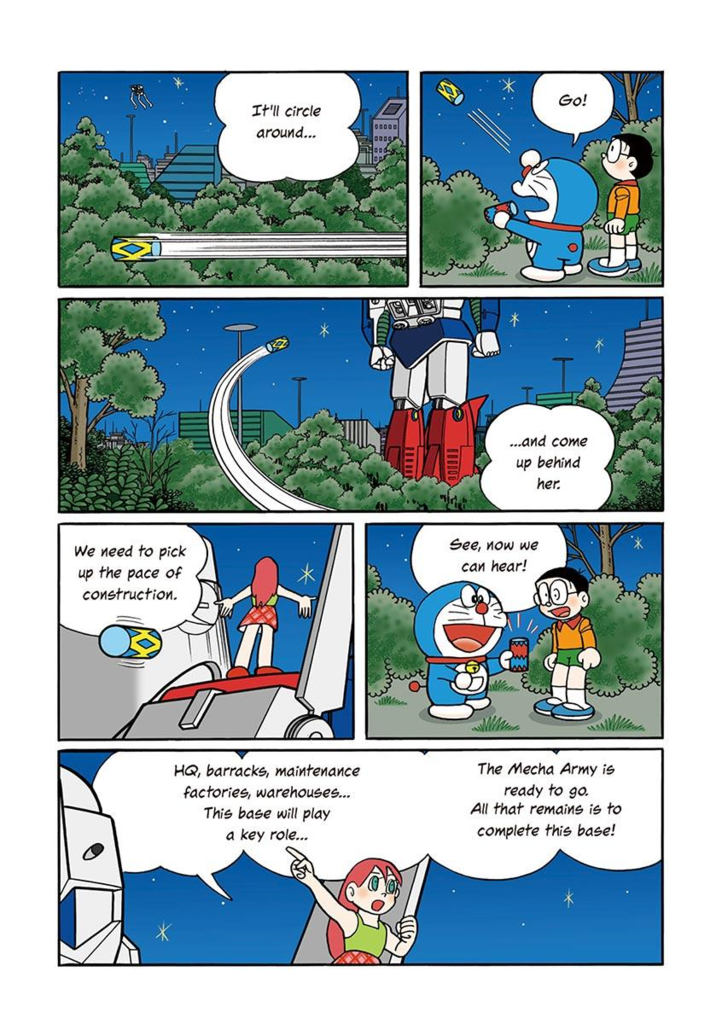 It'll circle
around...
Go!
...and come
up behind
her.
We need to pick
up the pace of
construction.
See, now we
can hear!
HQ, barracks, maintenance
factories, warehouses...
This base will play
a key role...
The Mecha Army is
ready to go.
All that remains is to
complete this base!